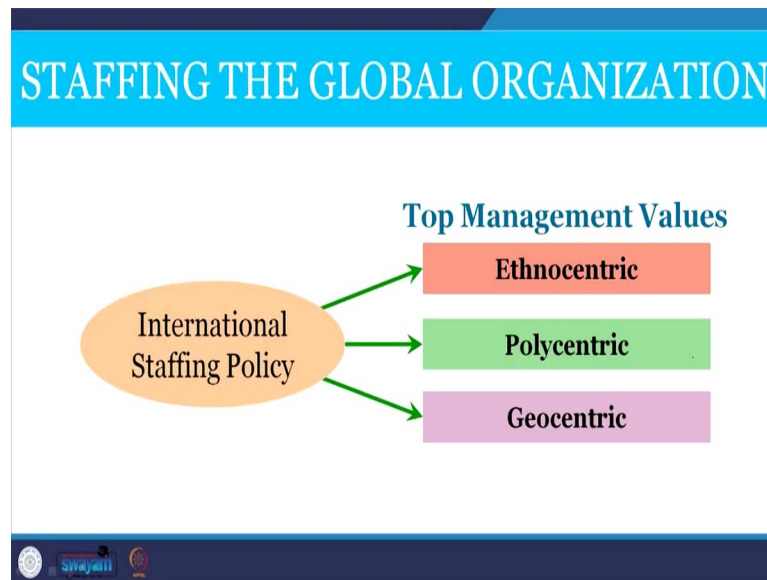 STAFFING THE GLOBAL ORGANIZATION
Top Management Values
International
Staffing Policy
Ethnocentric
Polycentric
Geocentric
swayam